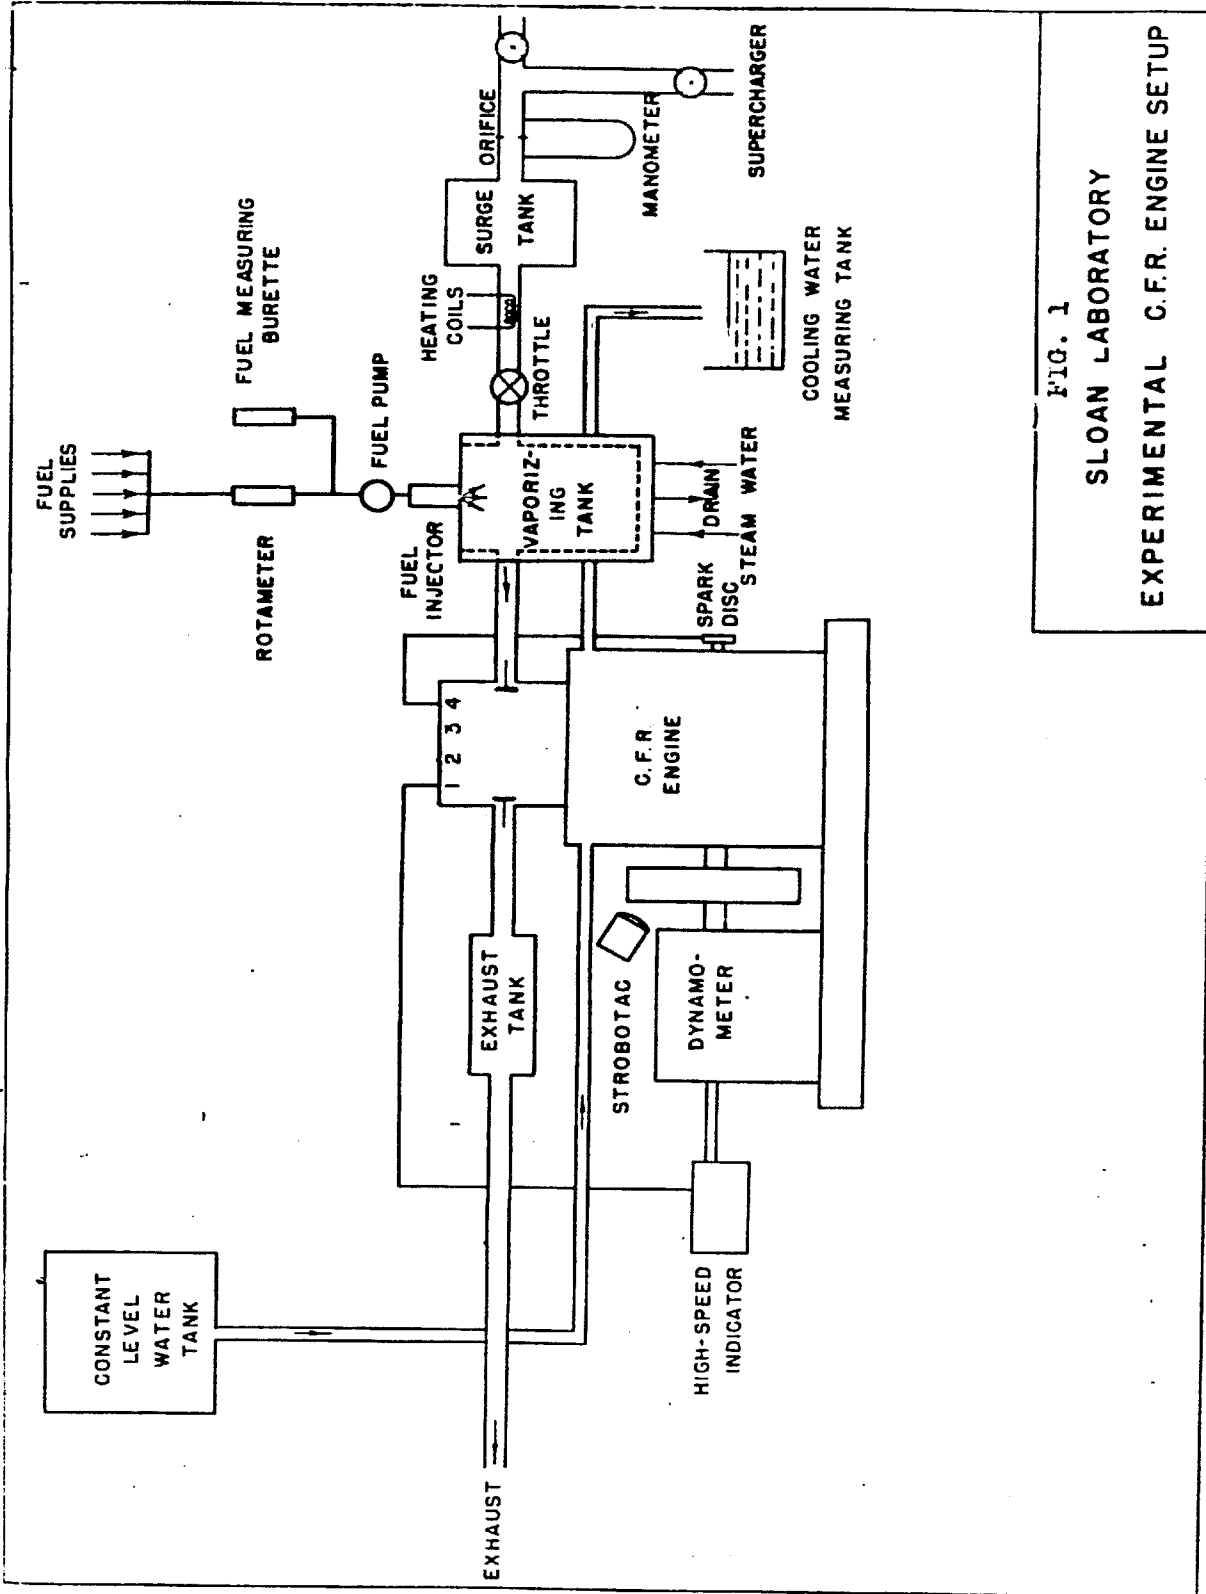 FUEL
SUPPLIES
FUEL MEASURING
BURETTE
ROTAMETER
FUEL PUMP
FUEL
INJECTOR
HEATING
COILS
ORIFICE
SURGE
TANK
THROTTLE
VAPORIZ-
ING
TANK
MANOMETER
SUPERCHARGER
COOLING WATER
MEASURING TANK
DRAIN
STEAM WATER
SPARK
DISC
1 2 3 4
C.F.R
ENGINE
EXHAUST
TANK
STROBOTAC
DYNAMO-
METER
CONSTANT
LEVEL
WATER
TANK
HIGH-SPEED
INDICATOR
EXHAUST
FIG. 1
SLOAN LABORATORY
EXPERIMENTAL C.F.R. ENGINE SETUP